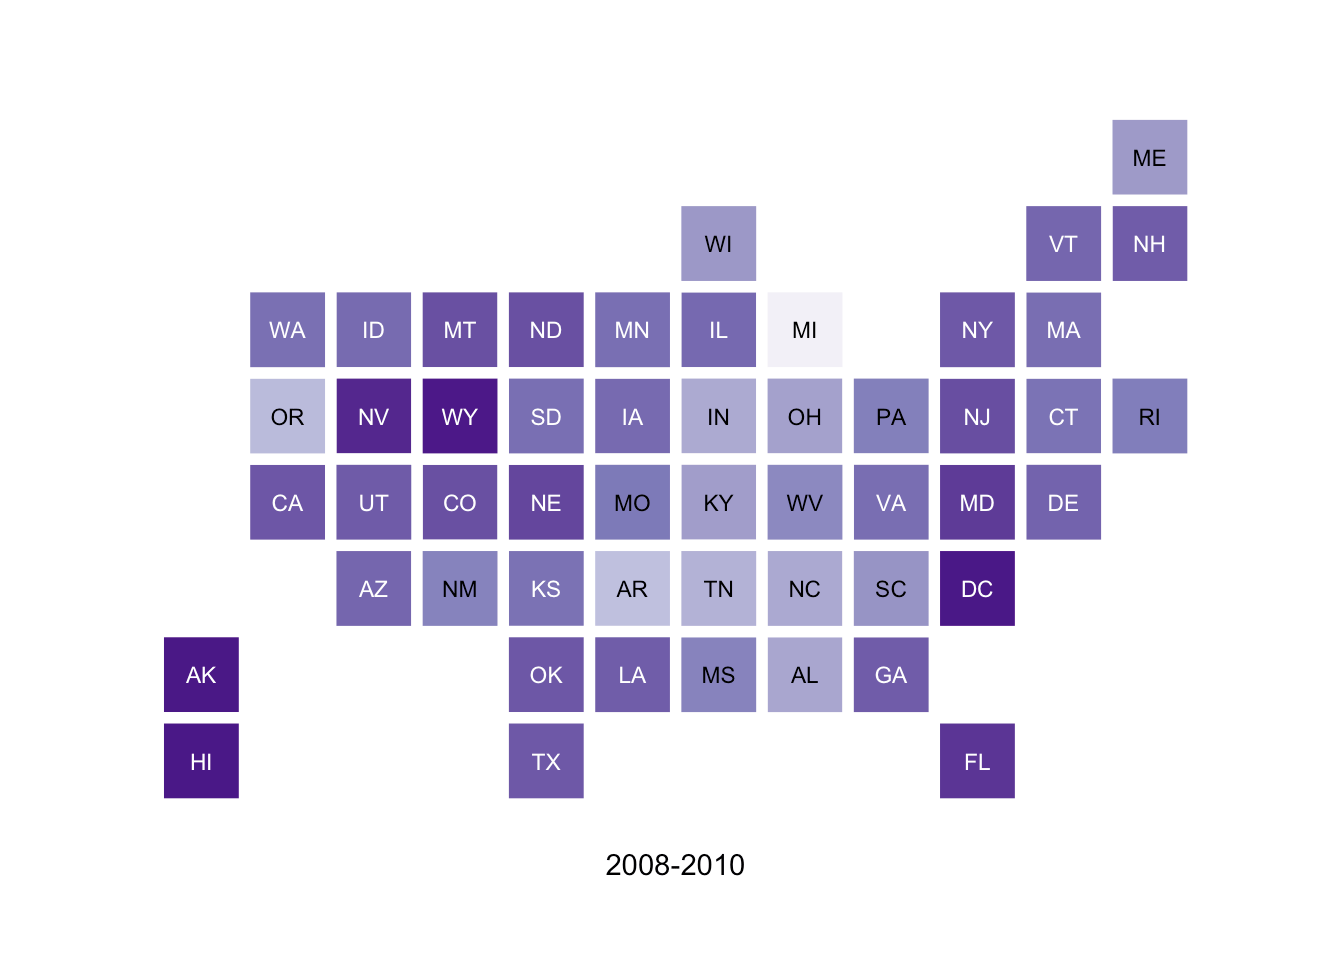 ME
WI VT NH
WA ID MT ND MN IL MI NY MA
OR NV WY SD IA IN OH PA NJ CT RI
CA UT CO NE MO KY WV VA MD DE
AZ NM KS AR TN NC SC DC
AK OK LA MS AL GA
HI TX FL
2008-2010